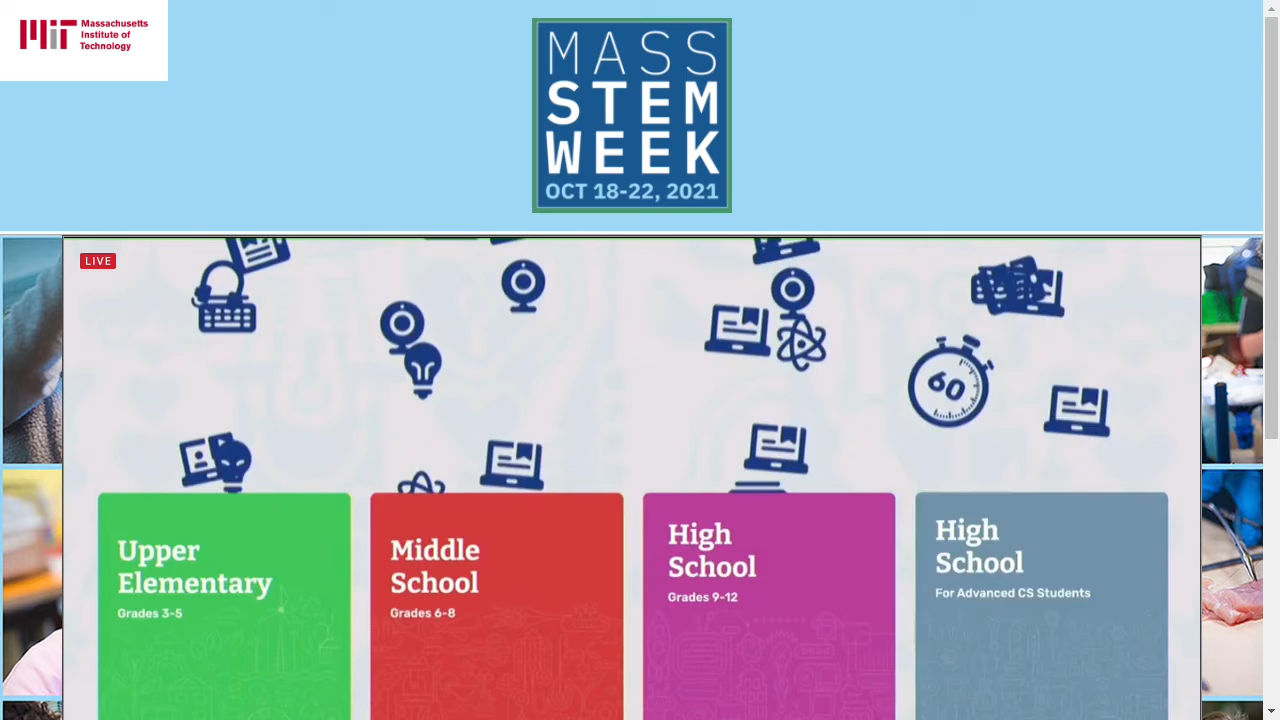 Massachusetts
Institute of
Technology
MASS
STEM
WEEK
OCT 18-22, 2021
LIVE
60
Upper
Elementary
Grades 3-5
Middle
School
Grades 6-8
High
School
Grades 9-12
High
School
For Advanced CS Students